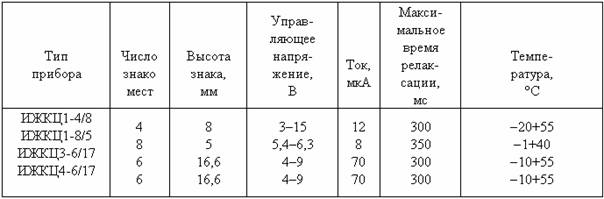 Тип прибора
Число знако мест
Высота знака, мм
Управ– ляющее напря– жение, В
Ток, мкА
Макси– мальное время релак– сации, мс
Темпе– ратура, °С
ИЖКЦ1-4/8 4 8 3–15 12 300 –20+55
ИЖКЦ1-8/5 8 5 5,4–6,3 8 350 –1+40
ИЖКЦ3-6/17 6 16,6 4–9 70 300 –10+55
ИЖКЦ4-6/17 6 16,6 4–9 70 300 –10+55